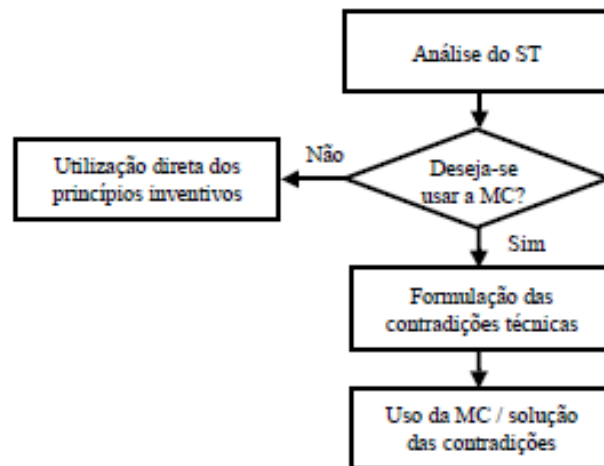 Análise do ST
Não
Utilização direta dos
princípios inventivos
Deseja-se
usar a MC?
Sim
Formulação das
contradições técnicas
Uso da MC / solução
das contradições